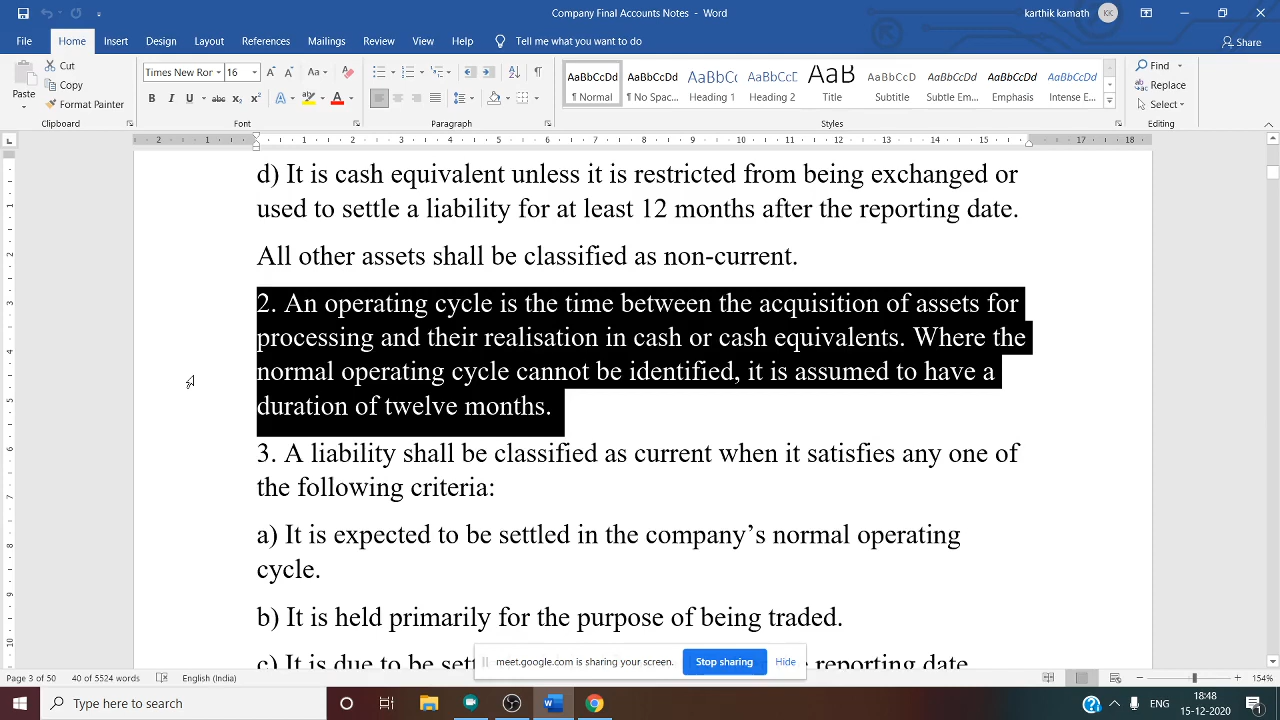 Company Final Accounts Notes - Word
karthik kamath
KK
File Home Insert Design Layout References Mailings Review View Help Tell me what you want to do
Share
Paste
Cut
Copy
Format Painter
Clipboard
Times New Ror 16
Font
Paragraph
AaBbCcDd AaBbCcDd AaBbCc AaBbCcD AaB AaBbCcD AaBbCcDd AaBbCcDd AaBbCcDd
¶ Normal ¶ No Spac... Heading 1 Heading 2 Title Subtitle Subtle Em... Emphasis Intense E...
Styles
Find
Replace
Select
Editing
d) It is cash equivalent unless it is restricted from being exchanged or
used to settle a liability for at least 12 months after the reporting date.
All other assets shall be classified as non-current.
2. An operating cycle is the time between the acquisition of assets for
processing and their realisation in cash or cash equivalents. Where the
normal operating cycle cannot be identified, it is assumed to have a
duration of twelve months.
3. A liability shall be classified as current when it satisfies any one of
the following criteria:
a) It is expected to be settled in the company’s normal operating
cycle.
b) It is held primarily for the purpose of being traded.
c) It is due to be set reporting date
meet.google.com is sharing your screen. Stop sharing Hide
Page 3 of 50 40 of 5524 words English (India)
154%
Type here to search
ENG
18:48
15-12-2020